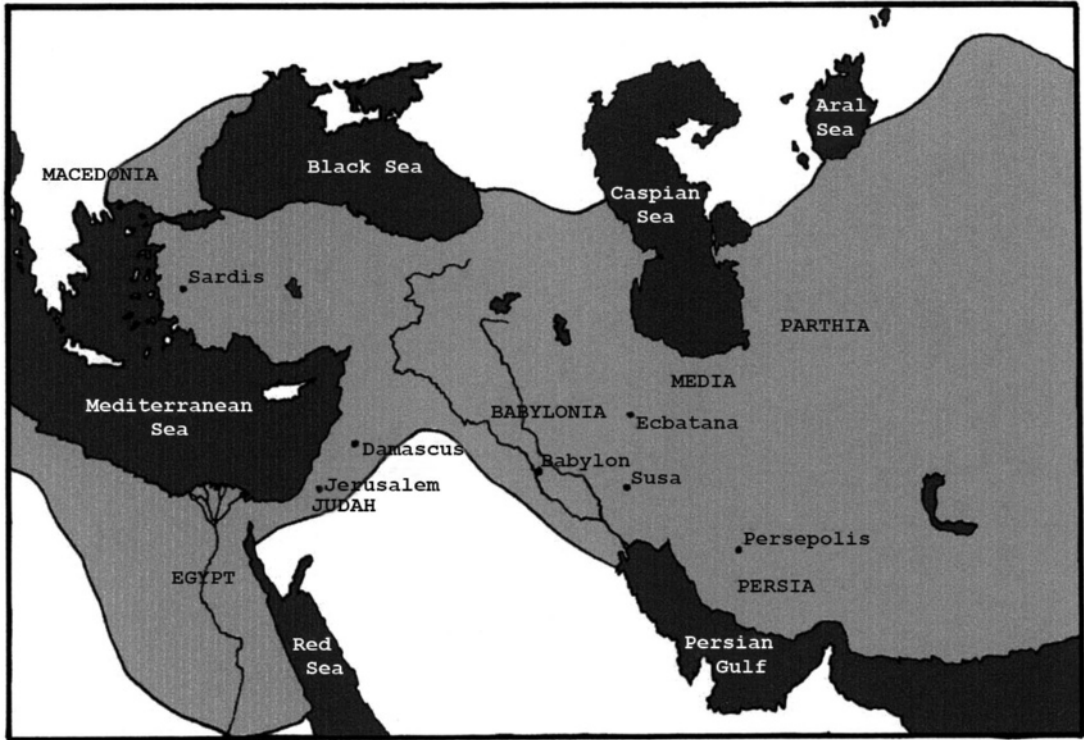 Aral
Sea
MACEDONIA
Black Sea
Caspian
Sea
Sardis
PARTHIA
MEDIA
Mediterranean
Sea
BABYLONIA
Ecbatana
Damascus
Babylon
Susa
Jerusalem
JUDAH
Persepolis
EGYPT
PERSIA
Red
Sea
Persian
Gulf